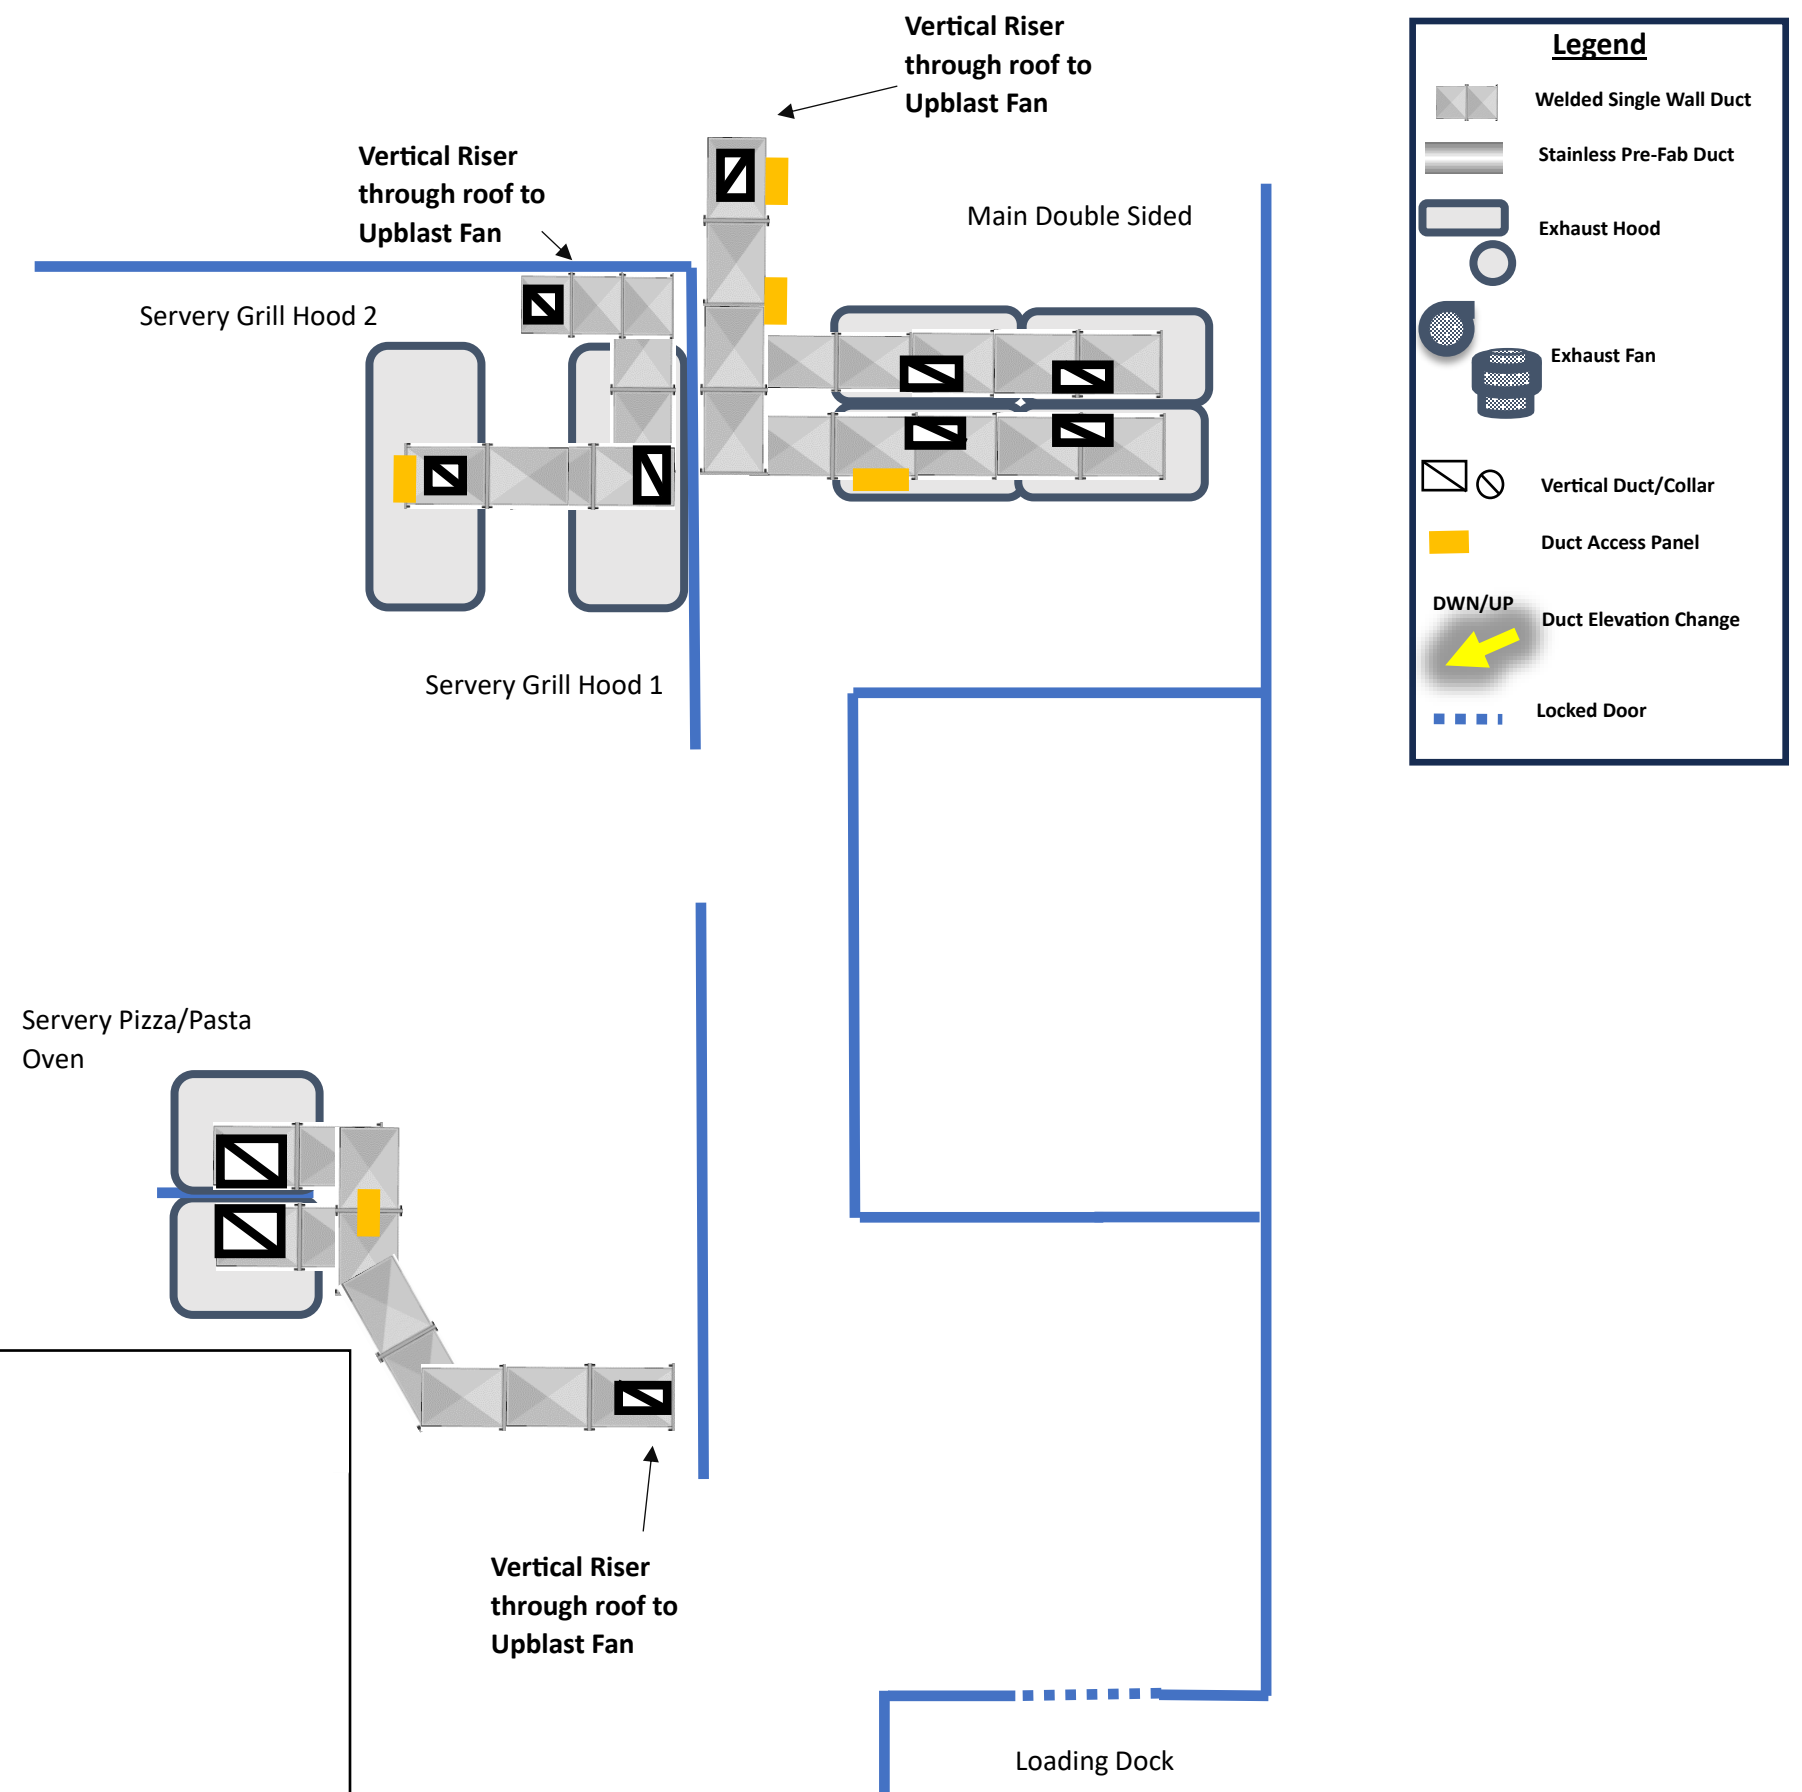 Vertical Riser
through roof to
Upblast Fan
Vertical Riser
through roof to
Upblast Fan
Main Double Sided
Servery Grill Hood 2
Servery Grill Hood 1
Servery Pizza/Pasta
Oven
Vertical Riser
through roof to
Upblast Fan
Loading Dock
Legend
Welded Single Wall Duct
Stainless Pre-Fab Duct
Exhaust Hood
Exhaust Fan
Vertical Duct/Collar
Duct Access Panel
DWN/UP
Duct Elevation Change
Locked Door